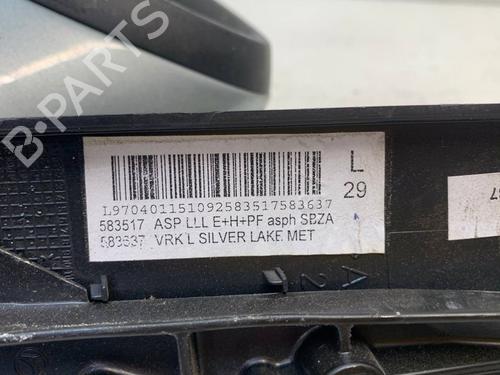 B-PARTS
L
29
L970401151092583517583637
583517 ASP LLL E+H+PF asph SBZA
583637 VRK L SILVER LAKE MET